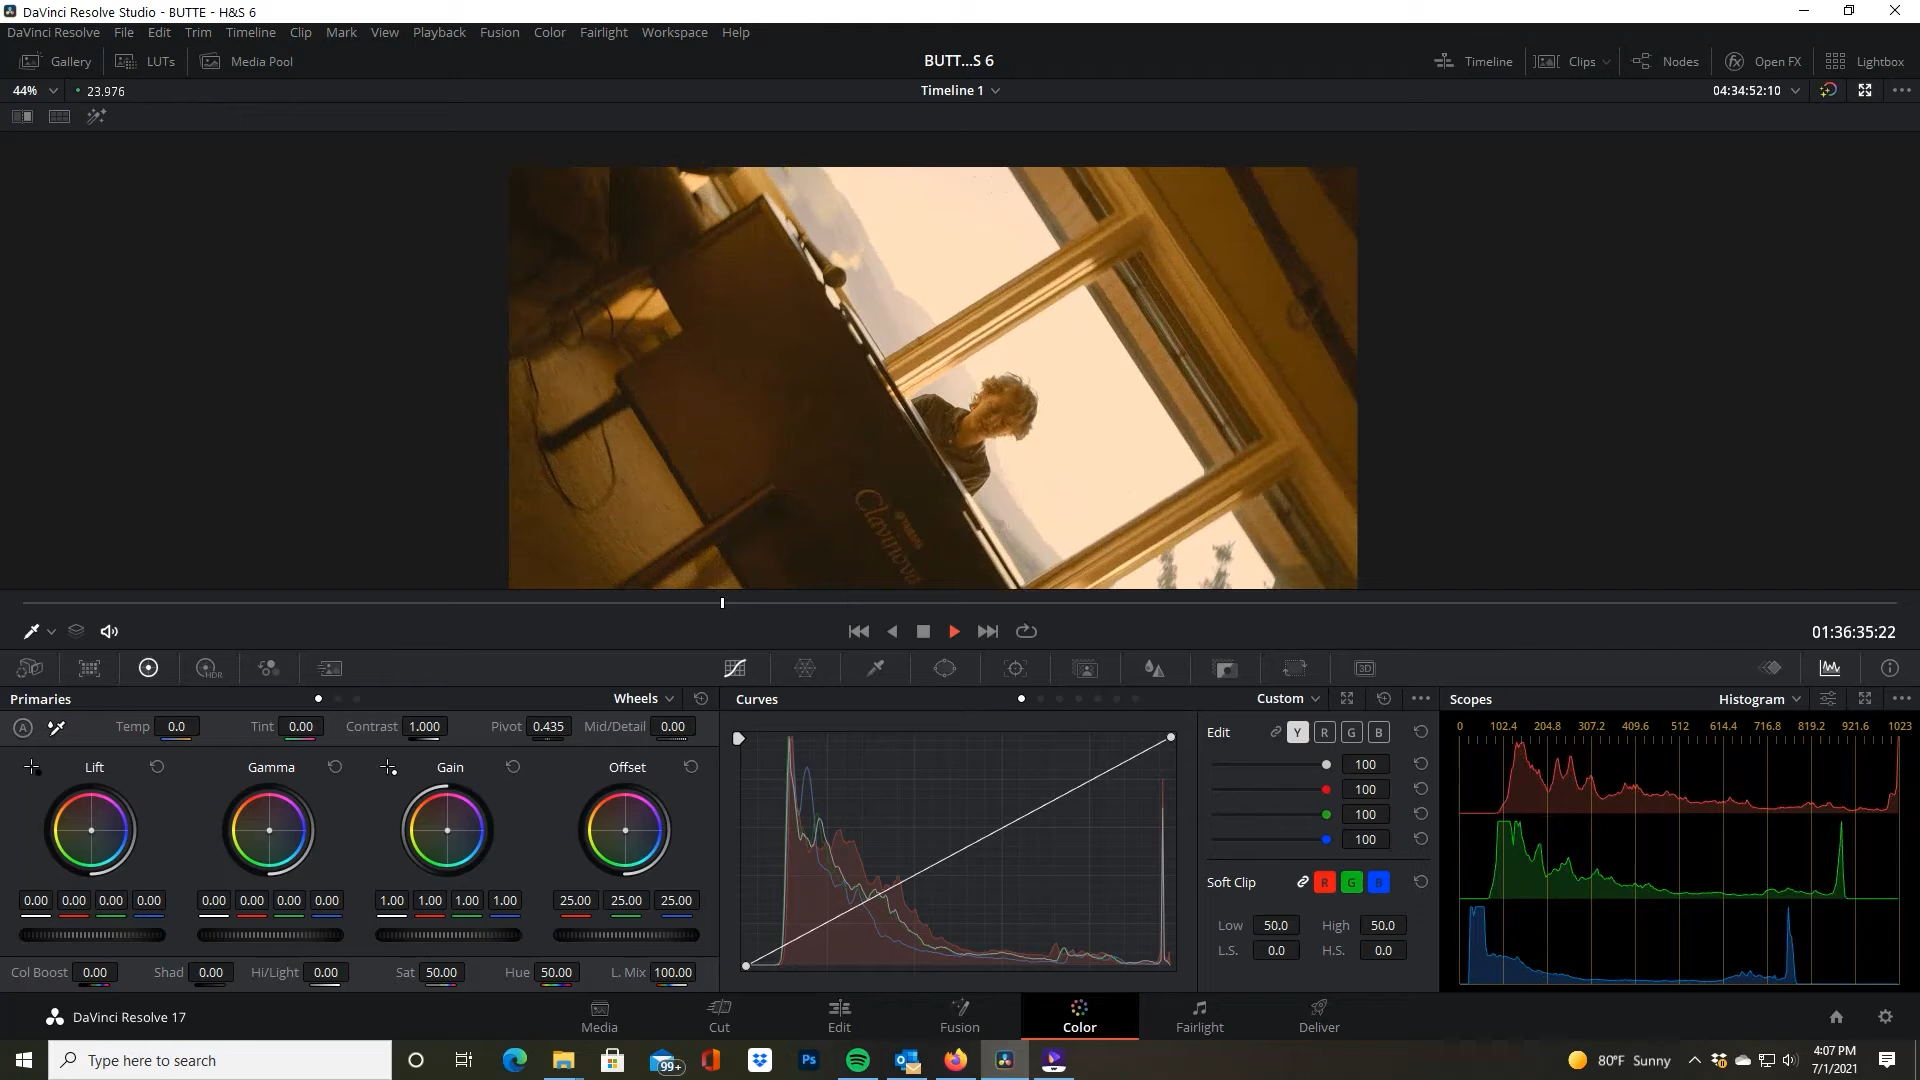 DaVinci Resolve Studio - BUTTE - H&S 6
DaVinci Resolve File Edit Trim Timeline Clip Mark View Playback Fusion Color Fairlight Workspace Help
Gallery LUTs Media Pool BUTT...S 6 Timeline Clips Nodes Open FX Lightbox
44% 23.976 Timeline 1 04:34:52:10
YAMAHA
Clavinova
01:36:35:22
HDR 3D
Primaries Wheels Curves Custom Scopes Histogram
A Temp 0.0 Tint 0.00 Contrast 1.000 Pivot 0.435 Mid/Detail 0.00
Edit Y R G B
0 102.4 204.8 307.2 409.6 512 614.4 716.8 819.2 921.6 1023
Lift Gamma Gain Offset
100
100
100
100
0.00 0.00 0.00 0.00 0.00 0.00 0.00 0.00 1.00 1.00 1.00 1.00 25.00 25.00 25.00
Soft Clip R G B
Low 50.0 High 50.0
L.S. 0.0 H.S. 0.0
Col Boost 0.00 Shad 0.00 Hi/Light 0.00 Sat 50.00 Hue 50.00 L. Mix 100.00
DaVinci Resolve 17 Media Cut Edit Fusion Color Fairlight Deliver
Type here to search 99+ Ps 80°F Sunny 4:07 PM
7/1/2021